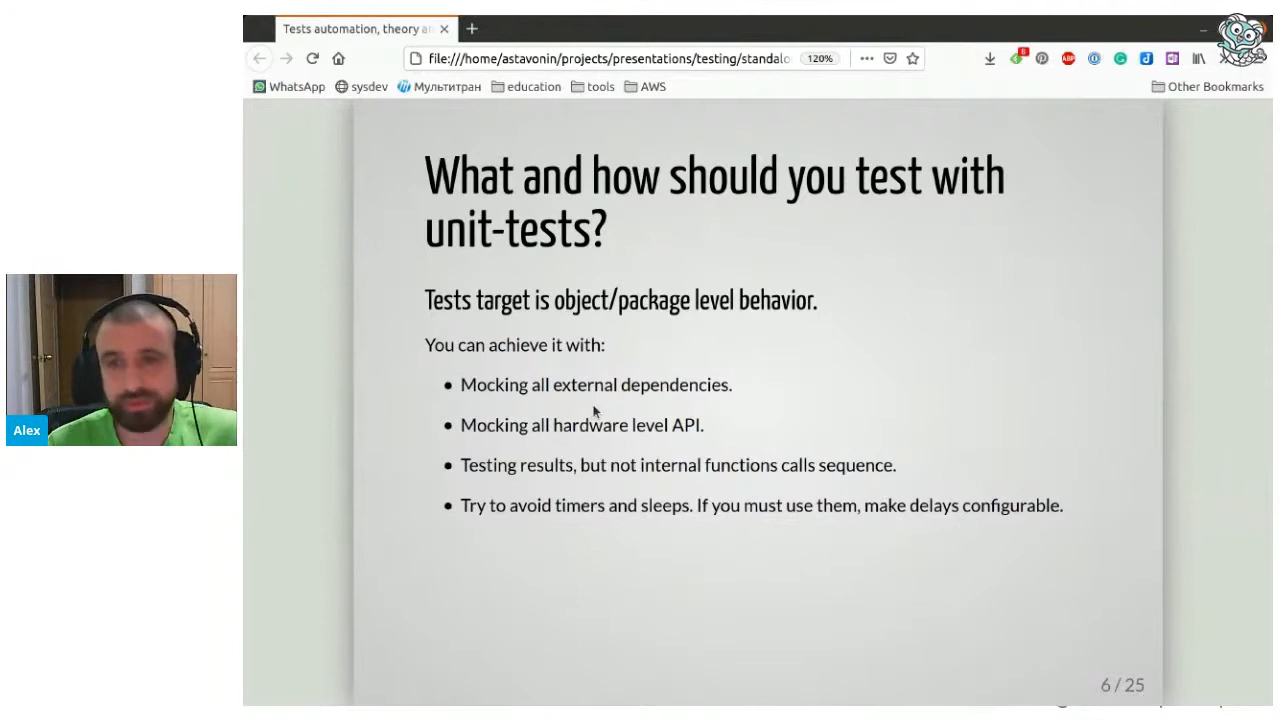 Tests automation, theory a
file:///home/astavonin/projects/presentations/testing/standalo
120%
8
ABP
WhatsApp
sysdev
Мультитран
education
tools
AWS
Other Bookmarks
What and how should you test with
unit-tests?
Tests target is object/package level behavior.
You can achieve it with:
• Mocking all external dependencies.
• Mocking all hardware level API.
• Testing results, but not internal functions calls sequence.
• Try to avoid timers and sleeps. If you must use them, make delays configurable.
Alex
6 / 25